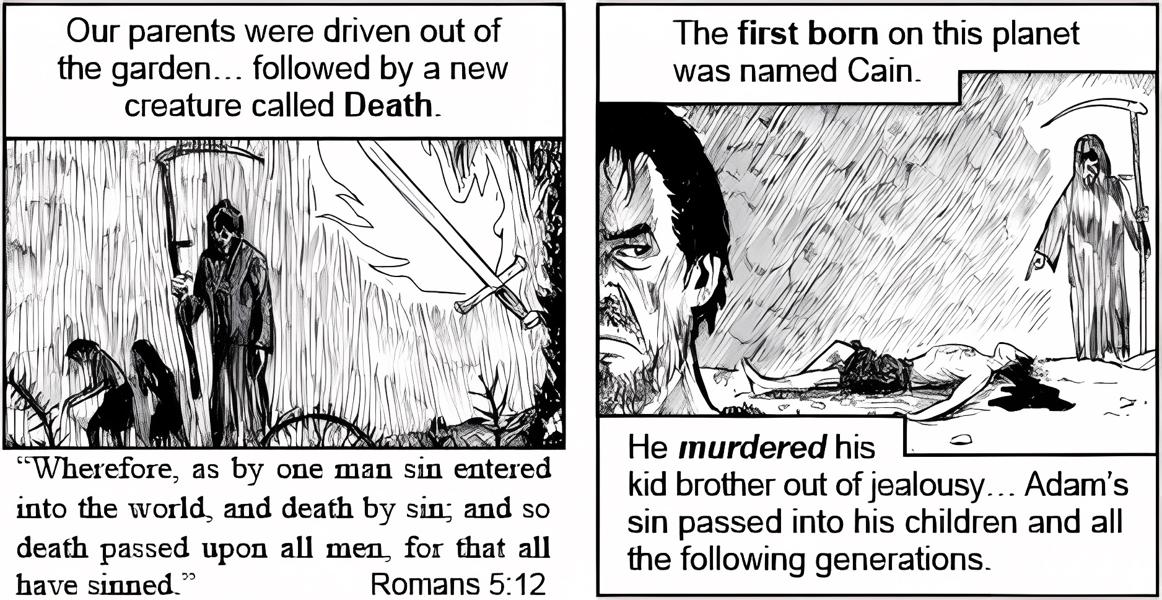 Our parents were driven out of
the garden... followed by a new
creature called Death.
“Wherefore, as by one man sin entered
into the world, and death by sin; and so
death passed upon all men, for that all
have sinned.” Romans 5:12
The first born on this planet
was named Cain.
He murdered his
kid brother out of jealousy... Adam's
sin passed into his children and all
the following generations.